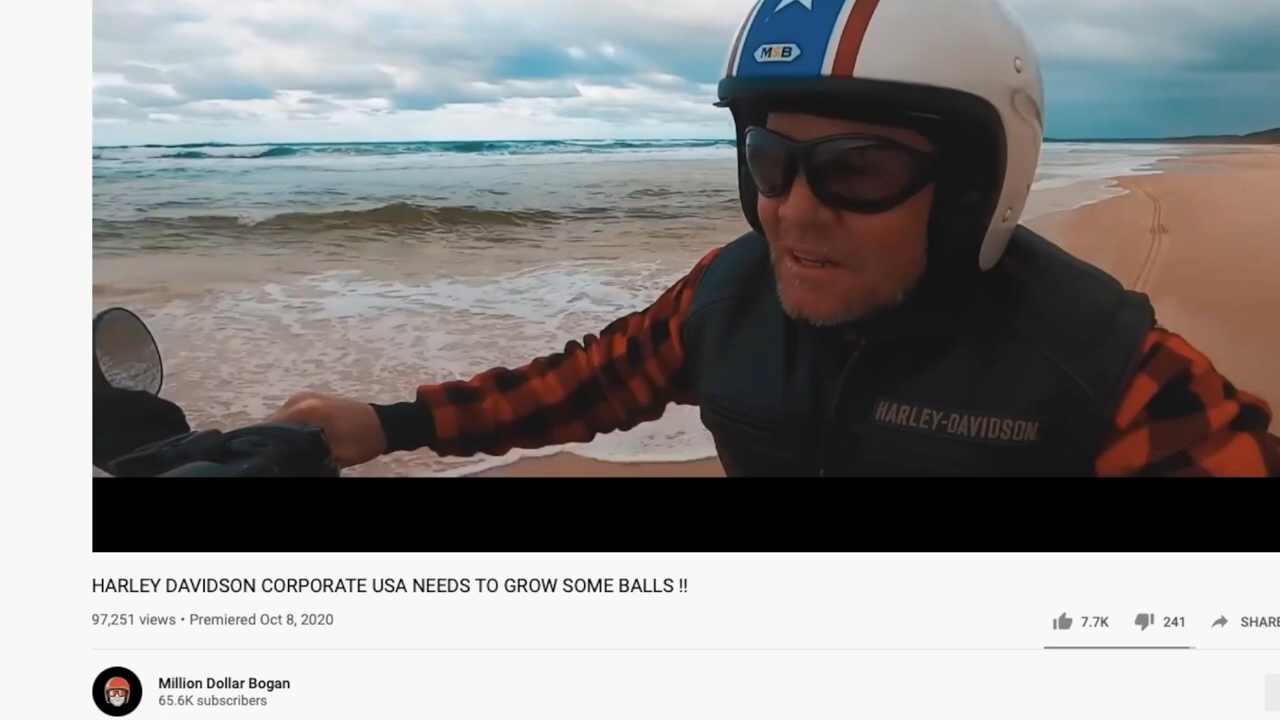 MSB
HARLEY-DAVIDSON
HARLEY DAVIDSON CORPORATE USA NEEDS TO GROW SOME BALLS !!
97,251 views • Premiered Oct 8, 2020
7.7K 241 SHARE
Million Dollar Bogan
65.6K subscribers